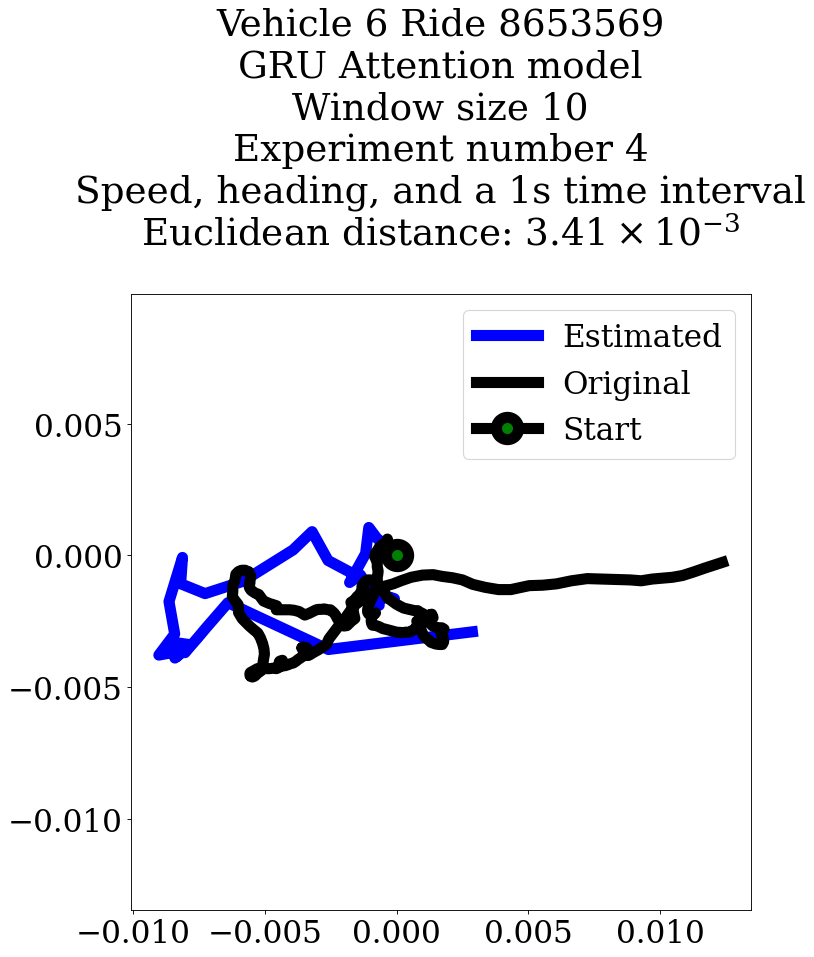 Vehicle 6 Ride 8653569
GRU Attention model
Window size 10
Experiment number 4
Speed, heading, and a 1s time interval
Euclidean distance: 3.41 × 10⁻³
Estimated
Original
Start
0.005
0.000
−0.005
−0.010
−0.010 −0.005 0.000 0.005 0.010